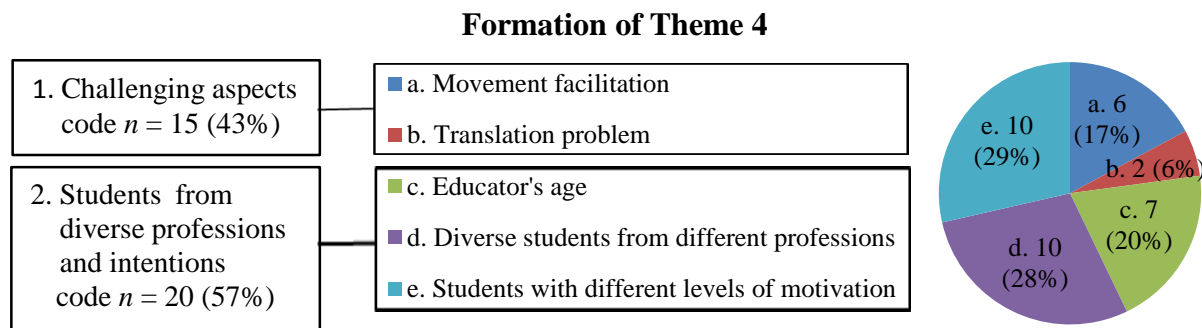 Formation of Theme 4
1. Challenging aspects
code n = 15 (43%)
a. Movement facilitation
b. Translation problem
2. Students from
diverse professions
and intentions
code n = 20 (57%)
c. Educator's age
d. Diverse students from different professions
e. Students with different levels of motivation
a. 6
(17%)
b. 2 (6%)
c. 7
(20%)
d. 10
(28%)
e. 10
(29%)